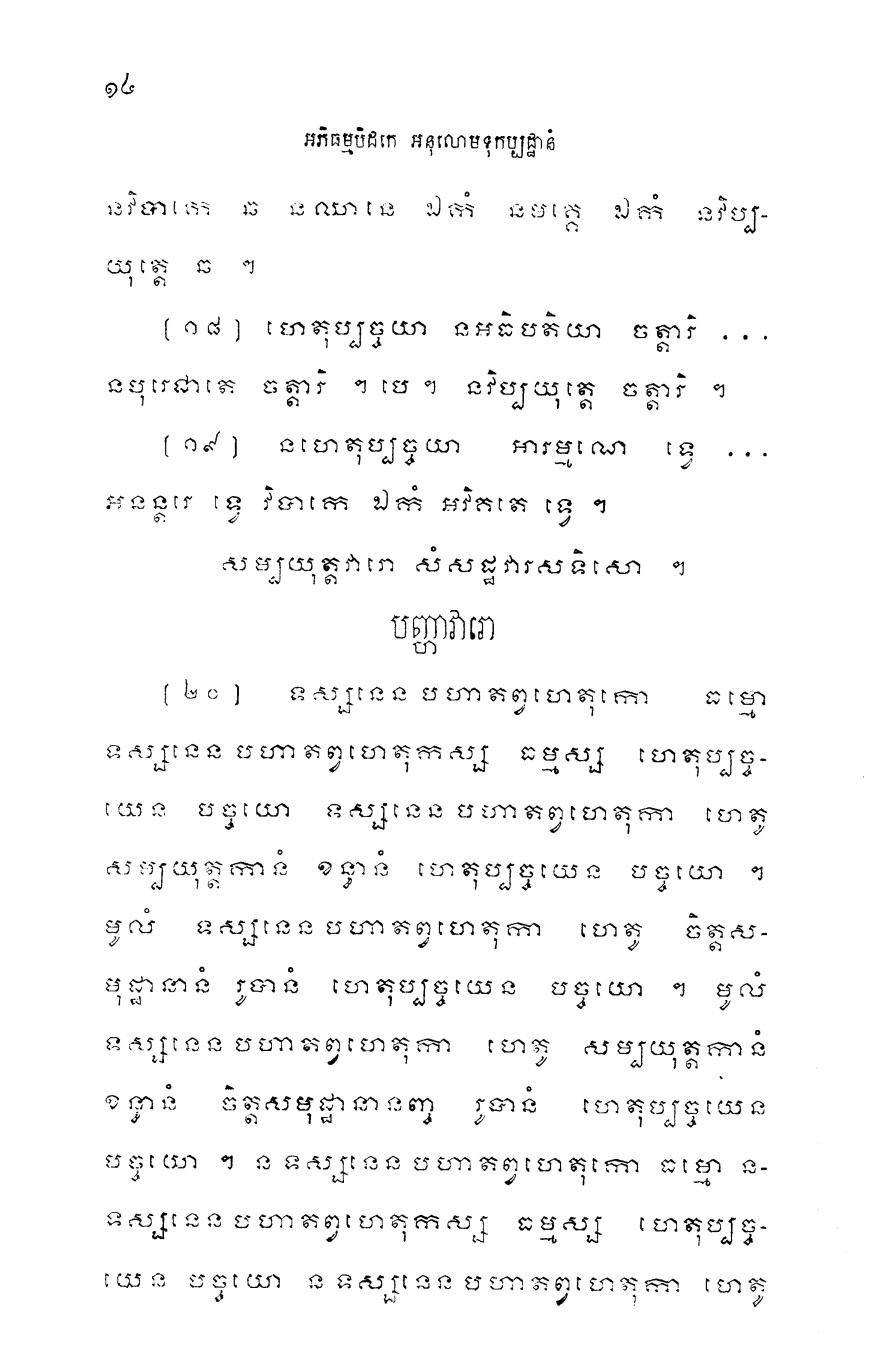 ១៤
អភិធម្មបិដកេ អនុលោមទុកប្បដ្ឋានំ
នវិបាកេ ឆ នឈានេ ឯកំ នមគ្គេ ឯកំ នវិប្ប-
យុត្តេ ឆ ។
(១៨) ហេតុប្បច្ចយា នអធិបតិយា ចត្តារិ ...
នបុរេជាតេ ចត្តារិ ។ បេ ។ នវិប្បយុត្តេ ចត្តារិ ។
(១៩) នហេតុប្បច្ចយា អារម្មណេ ទ្វេ ...
អនន្តរេ ទ្វេ វិបាកេ ឯកំ អវិគតេ ទ្វេ ។
សម្បយុត្តវារោ សំសដ្ឋវារសទិសោ ។
បញ្ហាវារោ
(២០) ទស្សនេន បហាតព្វហេតុកោ ធម្មោ
ទស្សនេន បហាតព្វហេតុកស្ស ធម្មស្ស ហេតុប្បច្ច-
យេន បច្ចយោ ទស្សនេន បហាតព្វហេតុកា ហេតូ
សម្បយុត្តកានំ ខន្ធានំ ហេតុប្បច្ចយេន បច្ចយោ ។
មូលំ ទស្សនេន បហាតព្វហេតុកា ហេតូ ចិត្តស-
មុដ្ឋានានំ រូបានំ ហេតុប្បច្ចយេន បច្ចយោ ។ មូលំ
ទស្សនេន បហាតព្វហេតុកា ហេតូ សម្បយុត្តកានំ
ខន្ធានំ ចិត្តសមុដ្ឋានានញ្ច រូបានំ ហេតុប្បច្ចយេន
បច្ចយោ ។ ន ទស្សនេន បហាតព្វហេតុកោ ធម្មោ ន-
ទស្សនេន បហាតព្វហេតុកស្ស ធម្មស្ស ហេតុប្បច្ច-
យេន បច្ចយោ ន ទស្សនេន បហាតព្វហេតុកា ហេតូ